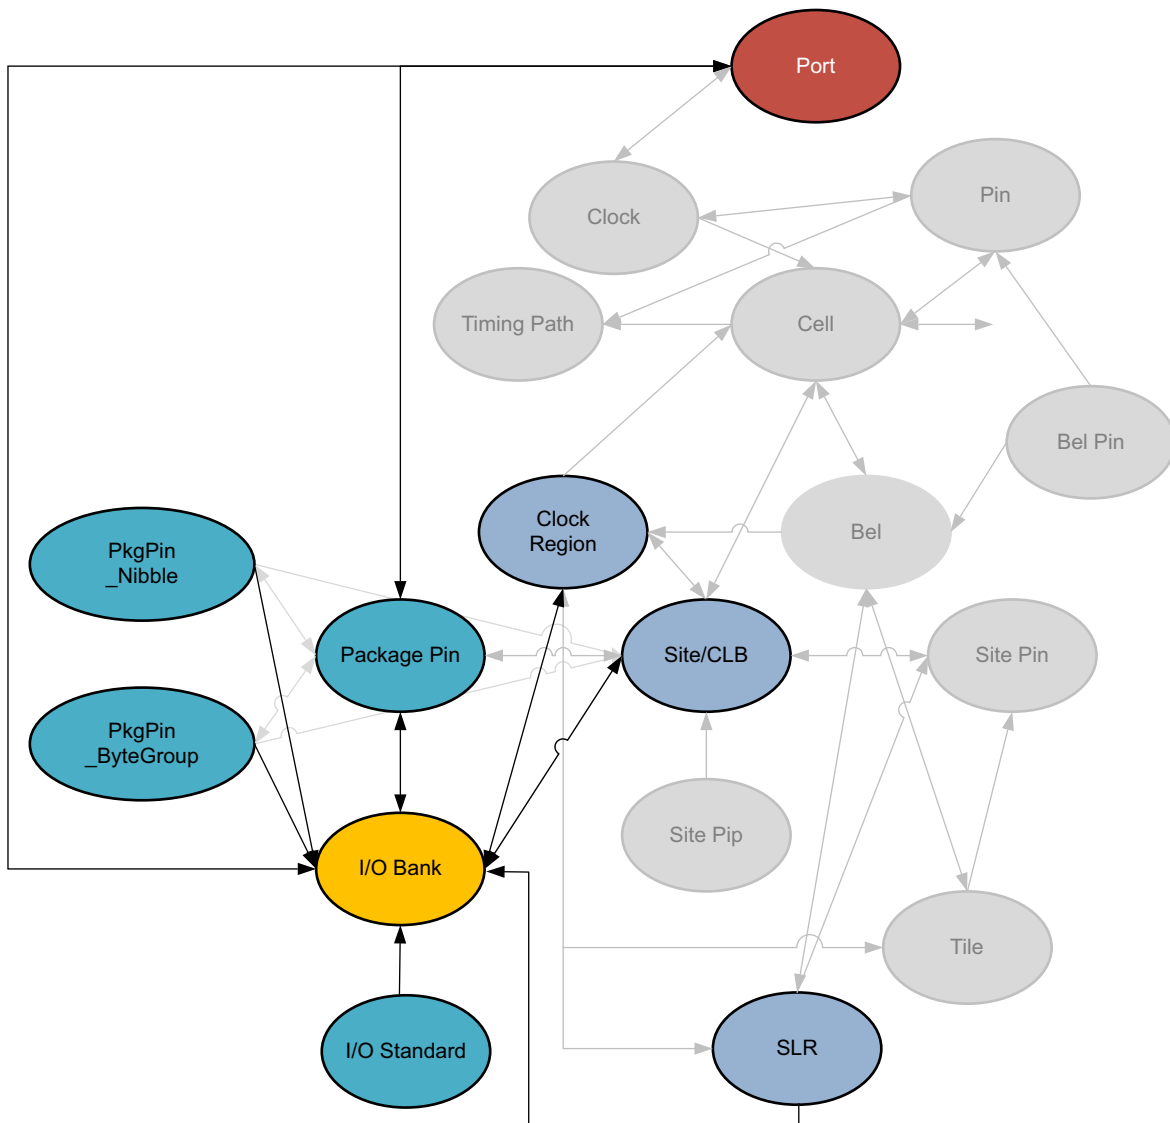 Port
Pin
Clock
Timing Path
Cell
Bel Pin
Clock
Region
Bel
PkgPin
_Nibble
Package Pin
Site/CLB
Site Pin
PkgPin
_ByteGroup
Site Pip
I/O Bank
Tile
I/O Standard
SLR